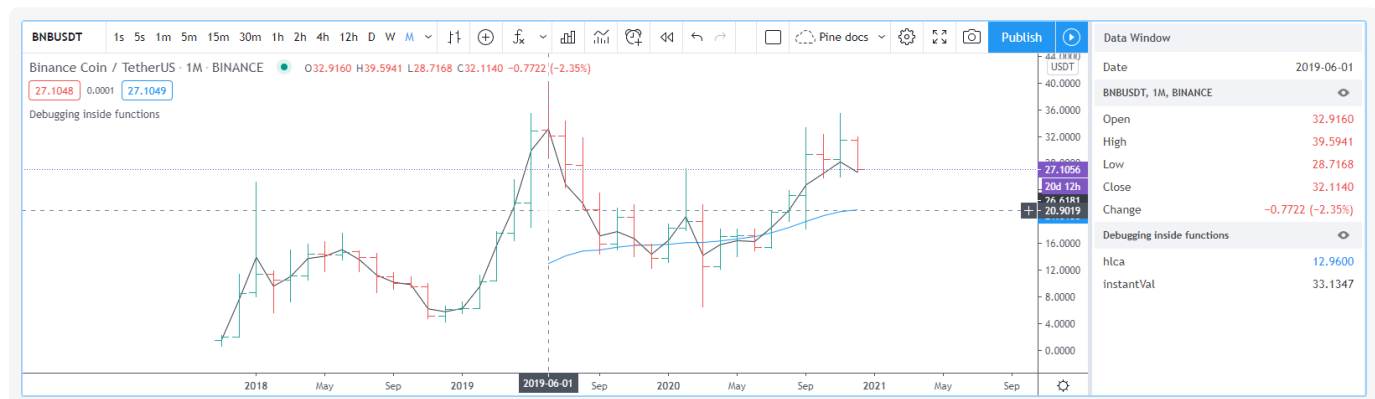 BNBUSDT 1s 5s 1m 5m 15m 30m 1h 2h 4h 12h D W M Pine docs Publish
Binance Coin / TetherUS · 1M · BINANCE O32.9160 H39.5941 L28.7168 C32.1140 −0.7722 (−2.35%)
27.1048 0.0001 27.1049
Debugging inside functions
USDT
40.0000
36.0000
32.0000
27.1056
20d 12h
26.6181
20.9019
16.0000
12.0000
8.0000
4.0000
0.0000
2018 May Sep 2019 2019-06-01 Sep 2020 May Sep 2021 May Sep
Data Window
Date 2019-06-01
BNBUSDT, 1M, BINANCE
Open 32.9160
High 39.5941
Low 28.7168
Close 32.1140
Change −0.7722 (−2.35%)
Debugging inside functions
hlca 12.9600
instantVal 33.1347